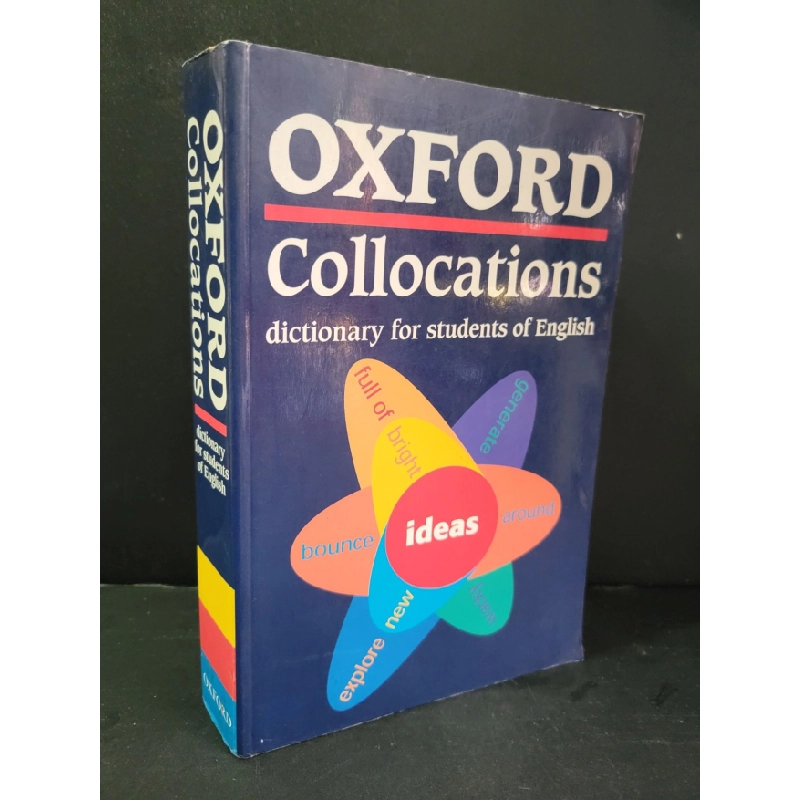 OXFORD
Collocations
dictionary for students of English
full of
bright
generate
bounce
ideas
around
new
explore
OXFORD
Collocations
dictionary
for students
of English
OXFORD